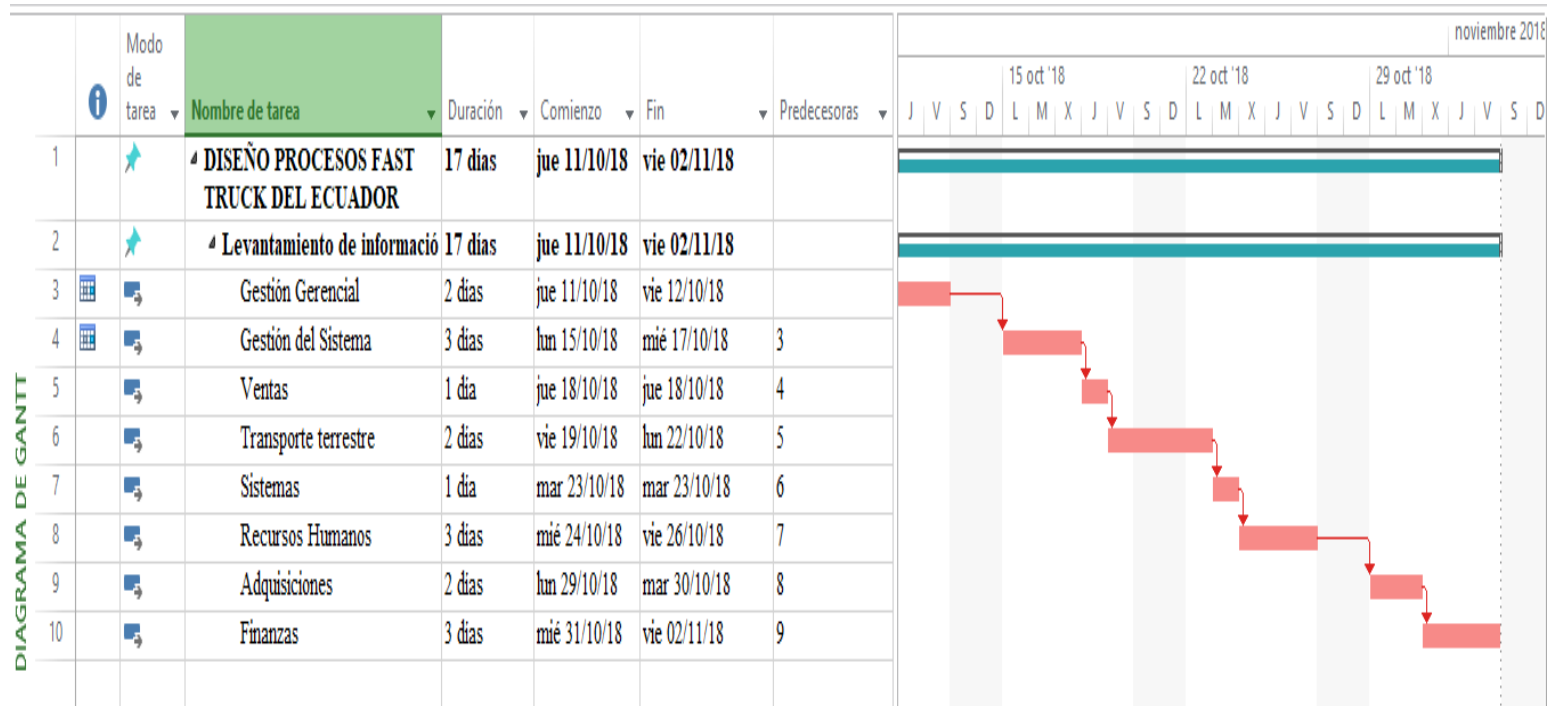 noviembre 2018
Modo
de
tarea Nombre de tarea Duración Comienzo Fin Predecesoras
15 oct '18 22 oct '18 29 oct '18
J V S D L M X J V S D L M X J V S D L M X J V S D
1 DISEÑO PROCESOS FAST 17 días jue 11/10/18 vie 02/11/18
TRUCK DEL ECUADOR
2 Levantamiento de informació 17 días jue 11/10/18 vie 02/11/18
3 Gestión Gerencial 2 días jue 11/10/18 vie 12/10/18
4 Gestión del Sistema 3 días lun 15/10/18 mié 17/10/18 3
5 Ventas 1 día jue 18/10/18 jue 18/10/18 4
6 Transporte terrestre 2 días vie 19/10/18 lun 22/10/18 5
7 Sistemas 1 día mar 23/10/18 mar 23/10/18 6
8 Recursos Humanos 3 días mié 24/10/18 vie 26/10/18 7
9 Adquisiciones 2 días lun 29/10/18 mar 30/10/18 8
10 Finanzas 3 días mié 31/10/18 vie 02/11/18 9
DIAGRAMA DE GANTT